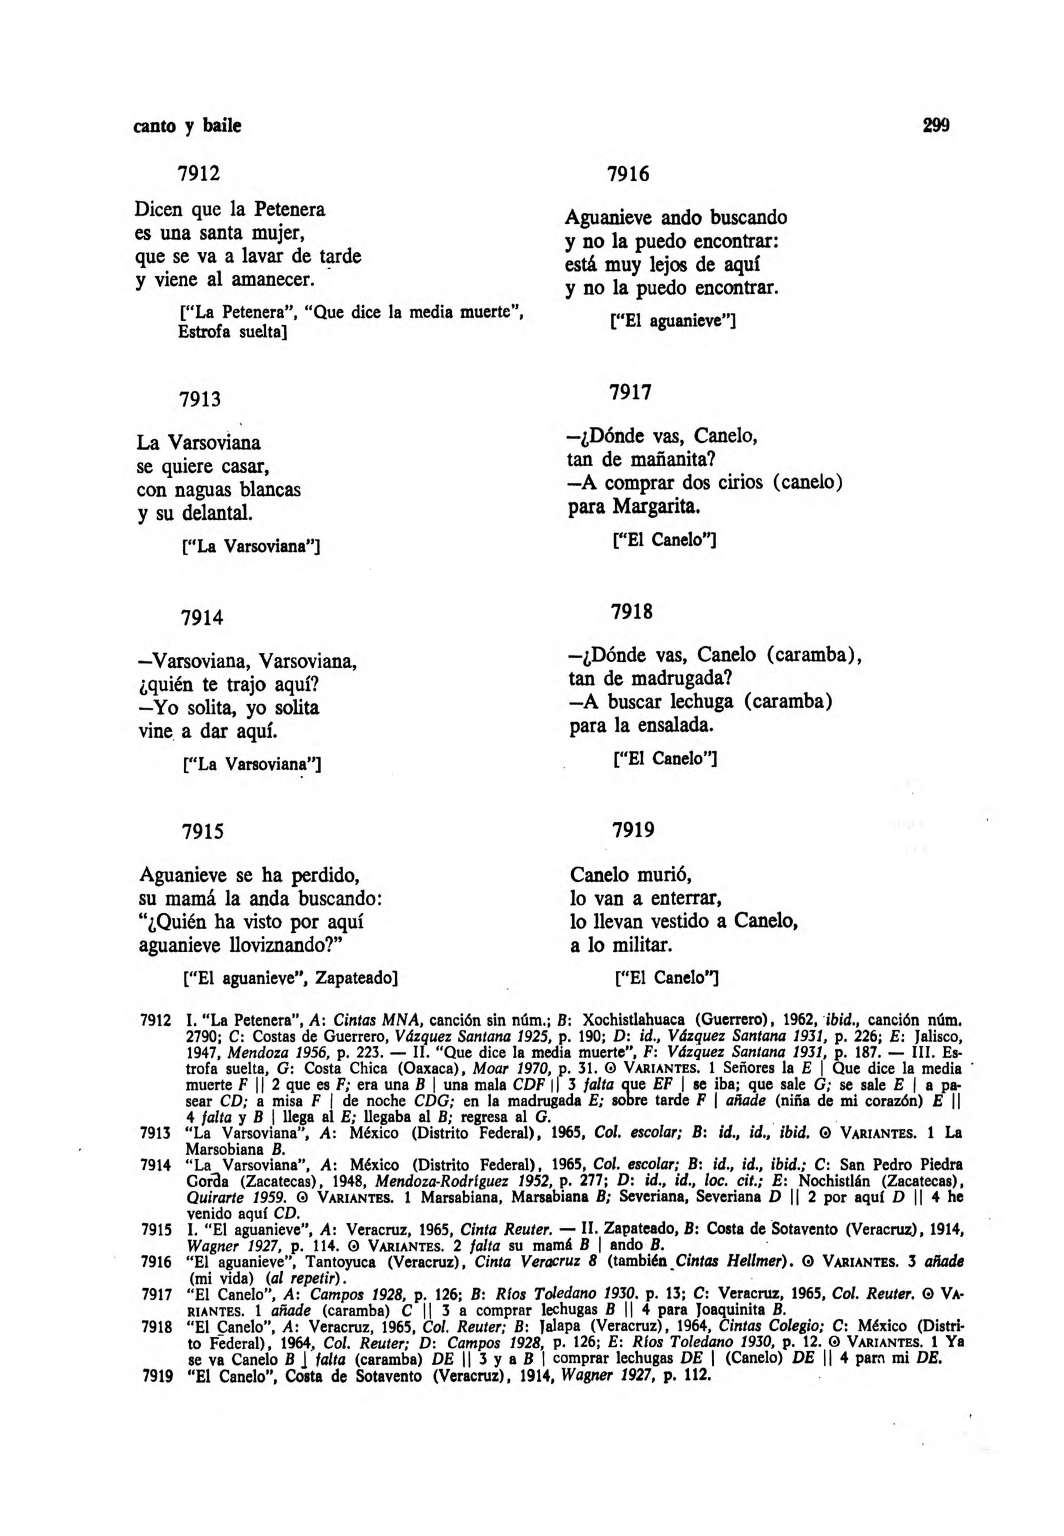 canto y baile
299
7912
Dicen que la Petenera
es una santa mujer,
que se va a lavar de tarde
y viene al amanecer.
["La Petenera", "Que dice la media muerte",
Estrofa suelta]
7913
La Varsoviana
se quiere casar,
con naguas blancas
y su delantal.
["La Varsoviana"]
7914
—Varsoviana, Varsoviana,
¿quién te trajo aquí?
—Yo solita, yo solita
vine a dar aquí.
["La Varsoviana"]
7915
Aguanieve se ha perdido,
su mamá la anda buscando:
"¿Quién ha visto por aquí
aguanieve lloviznando?"
["El aguanieve", Zapateado]
7916
Aguanieve ando buscando
y no la puedo encontrar:
está muy lejos de aquí
y no la puedo encontrar.
["El aguanieve"]
7917
—¿Dónde vas, Canelo,
tan de mañanita?
—A comprar dos cirios (canelo)
para Margarita.
["El Canelo"]
7918
—¿Dónde vas, Canelo (caramba),
tan de madrugada?
—A buscar lechuga (caramba)
para la ensalada.
["El Canelo"]
7919
Canelo murió,
lo van a enterrar,
lo llevan vestido a Canelo,
a lo militar.
["El Canelo"]
7912 I. "La Petenera", A: Cintas MNA, canción sin núm.; B: Xochistlahuaca (Guerrero), 1962, ibid., canción núm.
2790; C: Costas de Guerrero, Vázquez Santana 1925, p. 190; D: id., Vázquez Santana 1931, p. 226; E: Jalisco,
1947, Mendoza 1956, p. 223. — II. "Que dice la media muerte", F: Vázquez Santana 1931, p. 187. — III. Es-
trofa suelta, G: Costa Chica (Oaxaca), Moar 1970, p. 31. ⊙ VARIANTES. 1 Señores la E | Que dice la media
muerte F || 2 que es F; era una B | una mala CDF || 3 falta que EF | se iba; que sale G; se sale E | a pa-
sear CD; a misa F | de noche CDG; en la madrugada E; sobre tarde F | añade (niña de mi corazón) E ||
4 falta y B | llega al E; llegaba al B; regresa al G.
7913 "La Varsoviana", A: México (Distrito Federal), 1965, Col. escolar; B: id., id., ibid. ⊙ VARIANTES. 1 La
Marsobiana B.
7914 "La Varsoviana", A: México (Distrito Federal), 1965, Col. escolar; B: id., id., ibid.; C: San Pedro Piedra
Gorda (Zacatecas), 1948, Mendoza-Rodríguez 1952, p. 277; D: id., id., loc. cit.; E: Nochistlán (Zacatecas),
Quirarte 1959. ⊙ VARIANTES. 1 Marsabiana, Marsabiana B; Severiana, Severiana D || 2 por aquí D || 4 he
venido aquí CD.
7915 I. "El aguanieve", A: Veracruz, 1965, Cinta Reuter. — II. Zapateado, B: Costa de Sotavento (Veracruz), 1914,
Wagner 1927, p. 114. ⊙ VARIANTES. 2 falta su mamá B | ando B.
7916 "El aguanieve", Tantoyuca (Veracruz), Cinta Veracruz 8 (también Cintas Hellmer). ⊙ VARIANTES. 3 añade
(mi vida) (al repetir).
7917 "El Canelo", A: Campos 1928, p. 126; B: Ríos Toledano 1930. p. 13; C: Veracruz, 1965, Col. Reuter. ⊙ VA-
RIANTES. 1 añade (caramba) C || 3 a comprar lechugas B || 4 para Joaquinita B.
7918 "El Canelo", A: Veracruz, 1965, Col. Reuter; B: Jalapa (Veracruz), 1964, Cintas Colegio; C: México (Distri-
to Federal), 1964, Col. Reuter; D: Campos 1928, p. 126; E: Ríos Toledano 1930, p. 12. ⊙ VARIANTES. 1 Ya
se va Canelo B | falta (caramba) DE || 3 y a B | comprar lechugas DE | (Canelo) DE || 4 para mi DE.
7919 "El Canelo", Costa de Sotavento (Veracruz), 1914, Wagner 1927, p. 112.